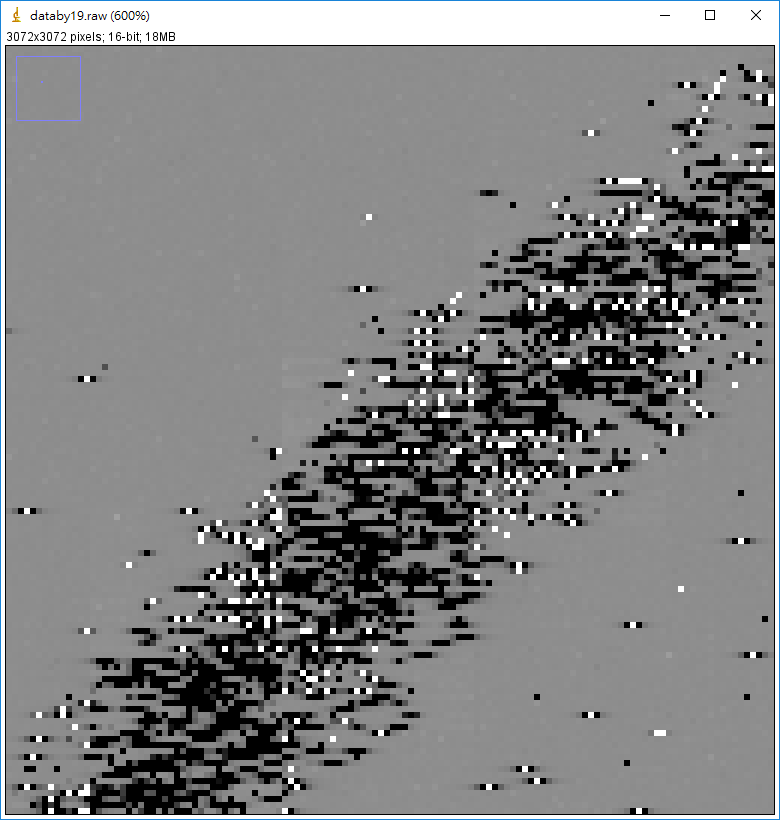 databy19.raw (600%)
3072x3072 pixels; 16-bit; 18MB